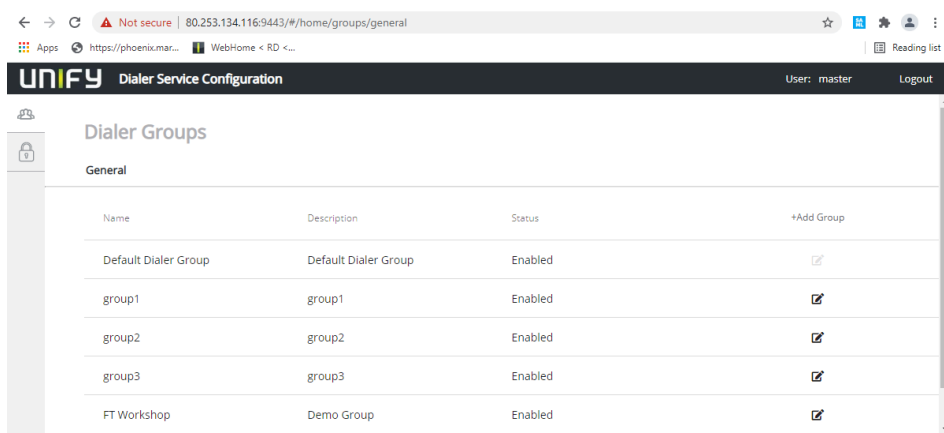 Not secure | 80.253.134.116:9443/#/home/groups/general
Apps https://phoenix.mar... WebHome < RD <... Reading list
UNIFY Dialer Service Configuration User: master Logout
Dialer Groups
General
Name Description Status +Add Group
Default Dialer Group Default Dialer Group Enabled
group1 group1 Enabled
group2 group2 Enabled
group3 group3 Enabled
FT Workshop Demo Group Enabled